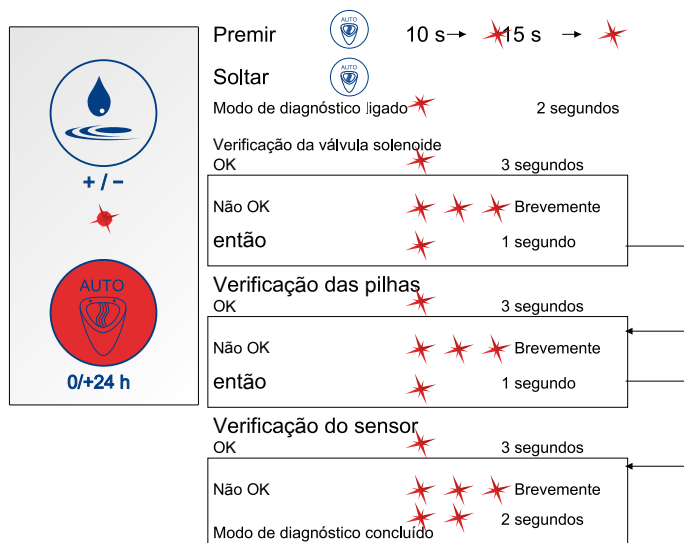 + / −
AUTO
0/+24 h
Premir AUTO 10 s 15 s
Soltar AUTO
Modo de diagnóstico ligado 2 segundos
Verificação da válvula solenoide
OK 3 segundos
Não OK Brevemente
então 1 segundo
Verificação das pilhas
OK 3 segundos
Não OK Brevemente
então 1 segundo
Verificação do sensor
OK 3 segundos
Não OK Brevemente
2 segundos
Modo de diagnóstico concluído